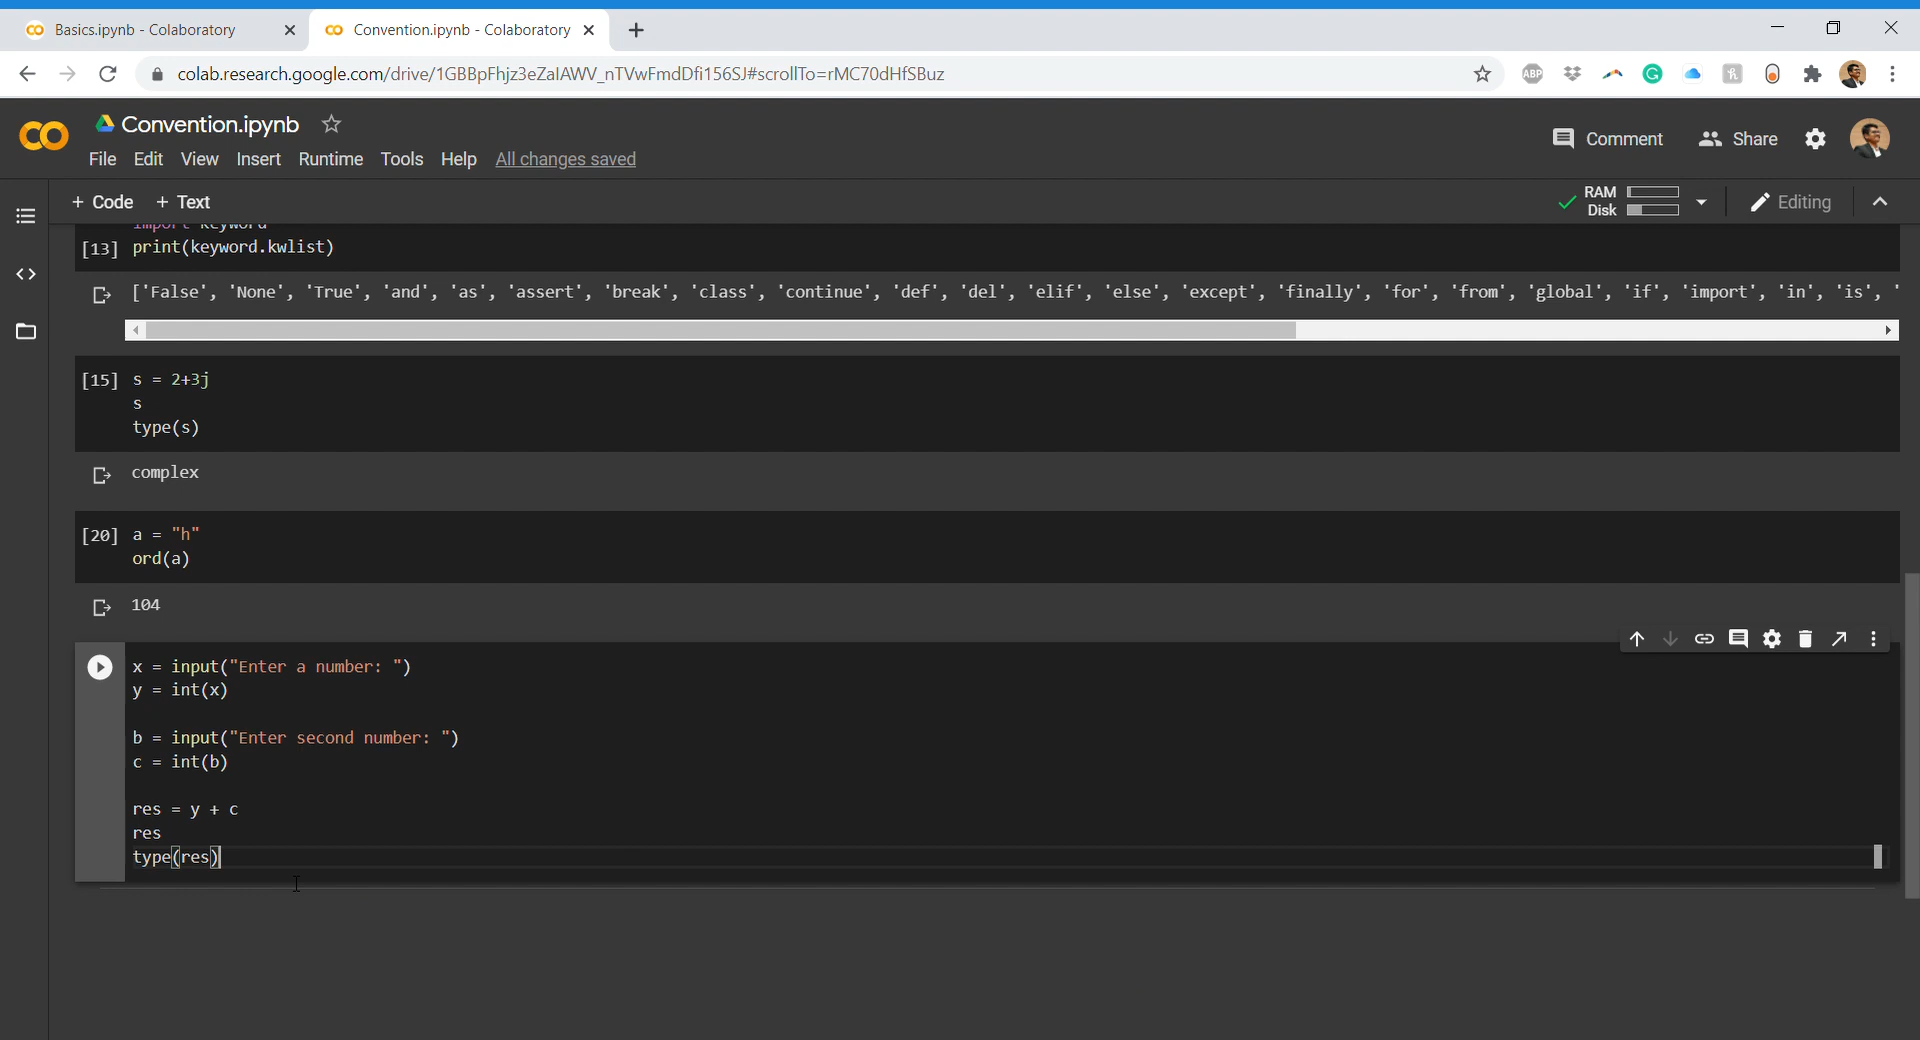 Basics.ipynb - Colaboratory
Convention.ipynb - Colaboratory
colab.research.google.com/drive/1GBBpFhjz3eZalAWV_nTVwFmdDfi156SJ#scrollTo=rMC70dHfSBuz
ABP
Convention.ipynb
Comment
Share
File Edit View Insert Runtime Tools Help All changes saved
+ Code + Text
RAM
Disk
Editing
import keyword
[13] print(keyword.kwlist)
['False', 'None', 'True', 'and', 'as', 'assert', 'break', 'class', 'continue', 'def', 'del', 'elif', 'else', 'except', 'finally', 'for', 'from', 'global', 'if', 'import', 'in', 'is', '
[15] s = 2+3j
s
type(s)
complex
[20] a = "h"
ord(a)
104
x = input("Enter a number: ")
y = int(x)
b = input("Enter second number: ")
c = int(b)
res = y + c
res
type(res)